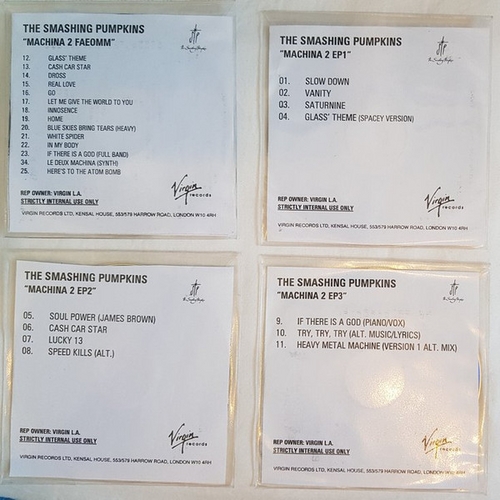 THE SMASHING PUMPKINS
"MACHINA 2 FAEOMM"
12. GLASS' THEME
13. CASH CAR STAR
14. DROSS
15. REAL LOVE
16. GO
17. LET ME GIVE THE WORLD TO YOU
18. INNOSENCE
19. HOME
20. BLUE SKIES BRING TEARS (HEAVY)
21. WHITE SPIDER
22. IN MY BODY
23. IF THERE IS A GOD (FULL BAND)
34. LE DEUX MACHINA (SYNTH)
25. HERE'S TO THE ATOM BOMB
REP OWNER: VIRGIN L.A.
STRICTLY INTERNAL USE ONLY
Virgin
records
VIRGIN RECORDS LTD, KENSAL HOUSE, 553/579 HARROW ROAD, LONDON W10 4RH
THE SMASHING PUMPKINS
"MACHINA 2 EP1"
01. SLOW DOWN
02. VANITY
03. SATURNINE
04. GLASS' THEME (SPACEY VERSION)
REP OWNER: VIRGIN L.A.
STRICTLY INTERNAL USE ONLY
Virgin
records
VIRGIN RECORDS LTD, KENSAL HOUSE, 553/579 HARROW ROAD, LONDON W10 4RH
THE SMASHING PUMPKINS
"MACHINA 2 EP2"
05. SOUL POWER (JAMES BROWN)
06. CASH CAR STAR
07. LUCKY 13
08. SPEED KILLS (ALT.)
REP OWNER: VIRGIN L.A.
STRICTLY INTERNAL USE ONLY
Virgin
records
VIRGIN RECORDS LTD, KENSAL HOUSE, 553/579 HARROW ROAD, LONDON W10 4RH
THE SMASHING PUMPKINS
"MACHINA 2 EP3"
9. IF THERE IS A GOD (PIANO/VOX)
10. TRY, TRY, TRY (ALT. MUSIC/LYRICS)
11. HEAVY METAL MACHINE (VERSION 1 ALT. MIX)
REP OWNER: VIRGIN L.A.
STRICTLY INTERNAL USE ONLY
Virgin
records
VIRGIN RECORDS LTD, KENSAL HOUSE, 553/579 HARROW ROAD, LONDON W10 4RH